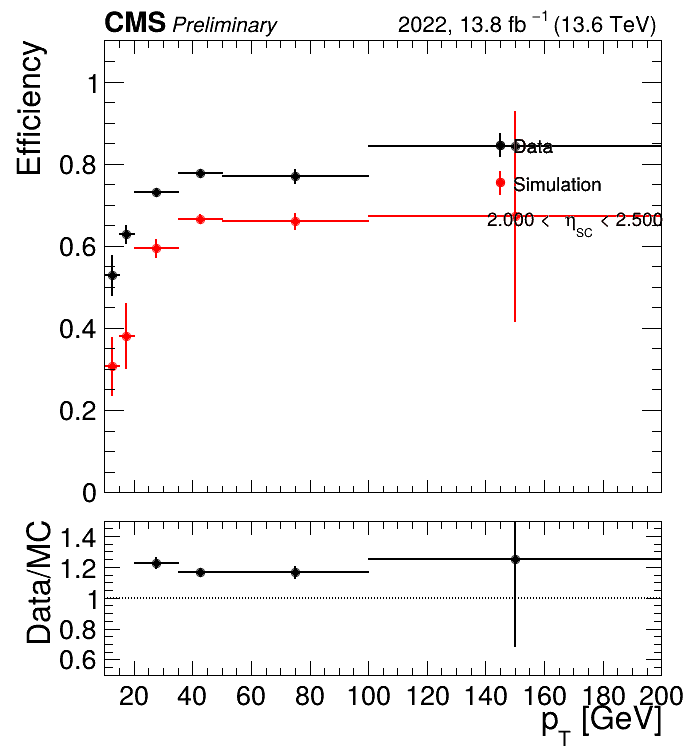 CMS Preliminary 2022, 13.8 fb⁻¹ (13.6 TeV)
Efficiency
1
0.8
0.6
0.4
0.2
0
Data
Simulation
2.000 < η_SC < 2.500
Data/MC
1.4
1.2
1
0.8
0.6
20 40 60 80 100 120 140 160 180 200
p_T [GeV]